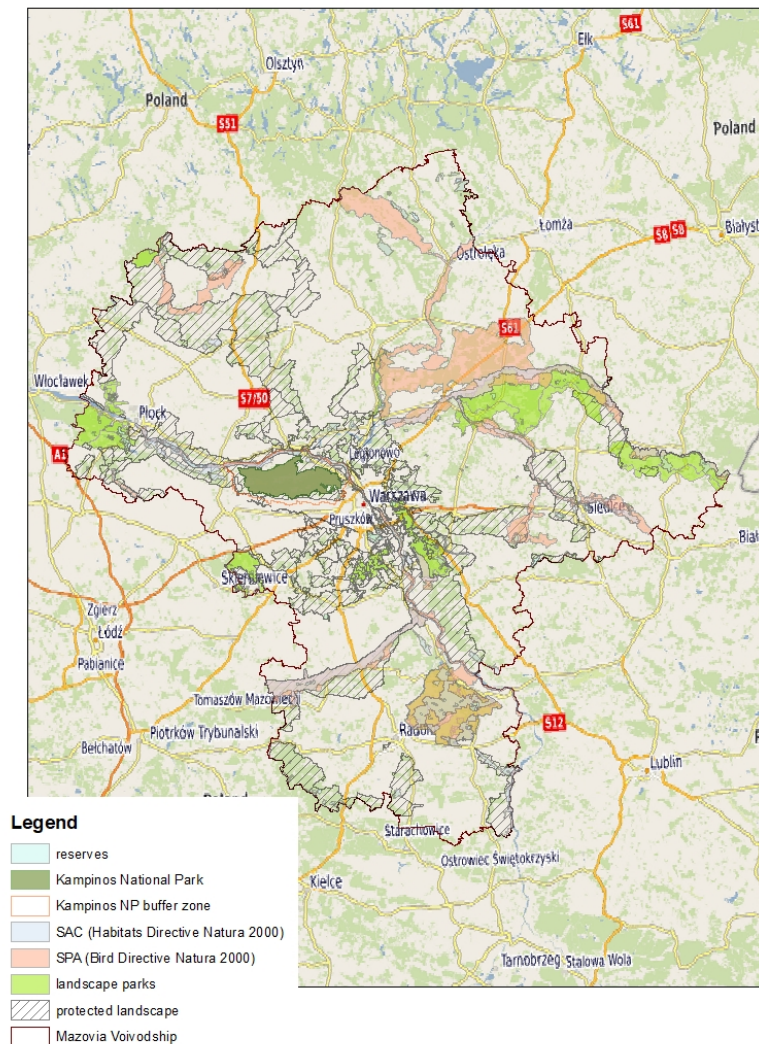 S61
Ełk
Olsztyn
Poland
S51
Poland
Łomża
S8 S8
Białyst
Ostrołęka
S61
Włocławek
S7/50
Płock
Legionowo
A1
Warszawa
Pruszków
Siedlce
Biał
Skierniewice
Zgierz
Łódź
Pabianice
Tomaszów Mazowiecki
Radom
S12
Piotrków Trybunalski
Bełchatów
Lublin
Poland
Starachowice
Ostrowiec Świętokrzyski
Kielce
Tarnobrzeg
Stalowa Wola
Legend
reserves
Kampinos National Park
Kampinos NP buffer zone
SAC (Habitats Directive Natura 2000)
SPA (Bird Directive Natura 2000)
landscape parks
protected landscape
Mazovia Voivodship